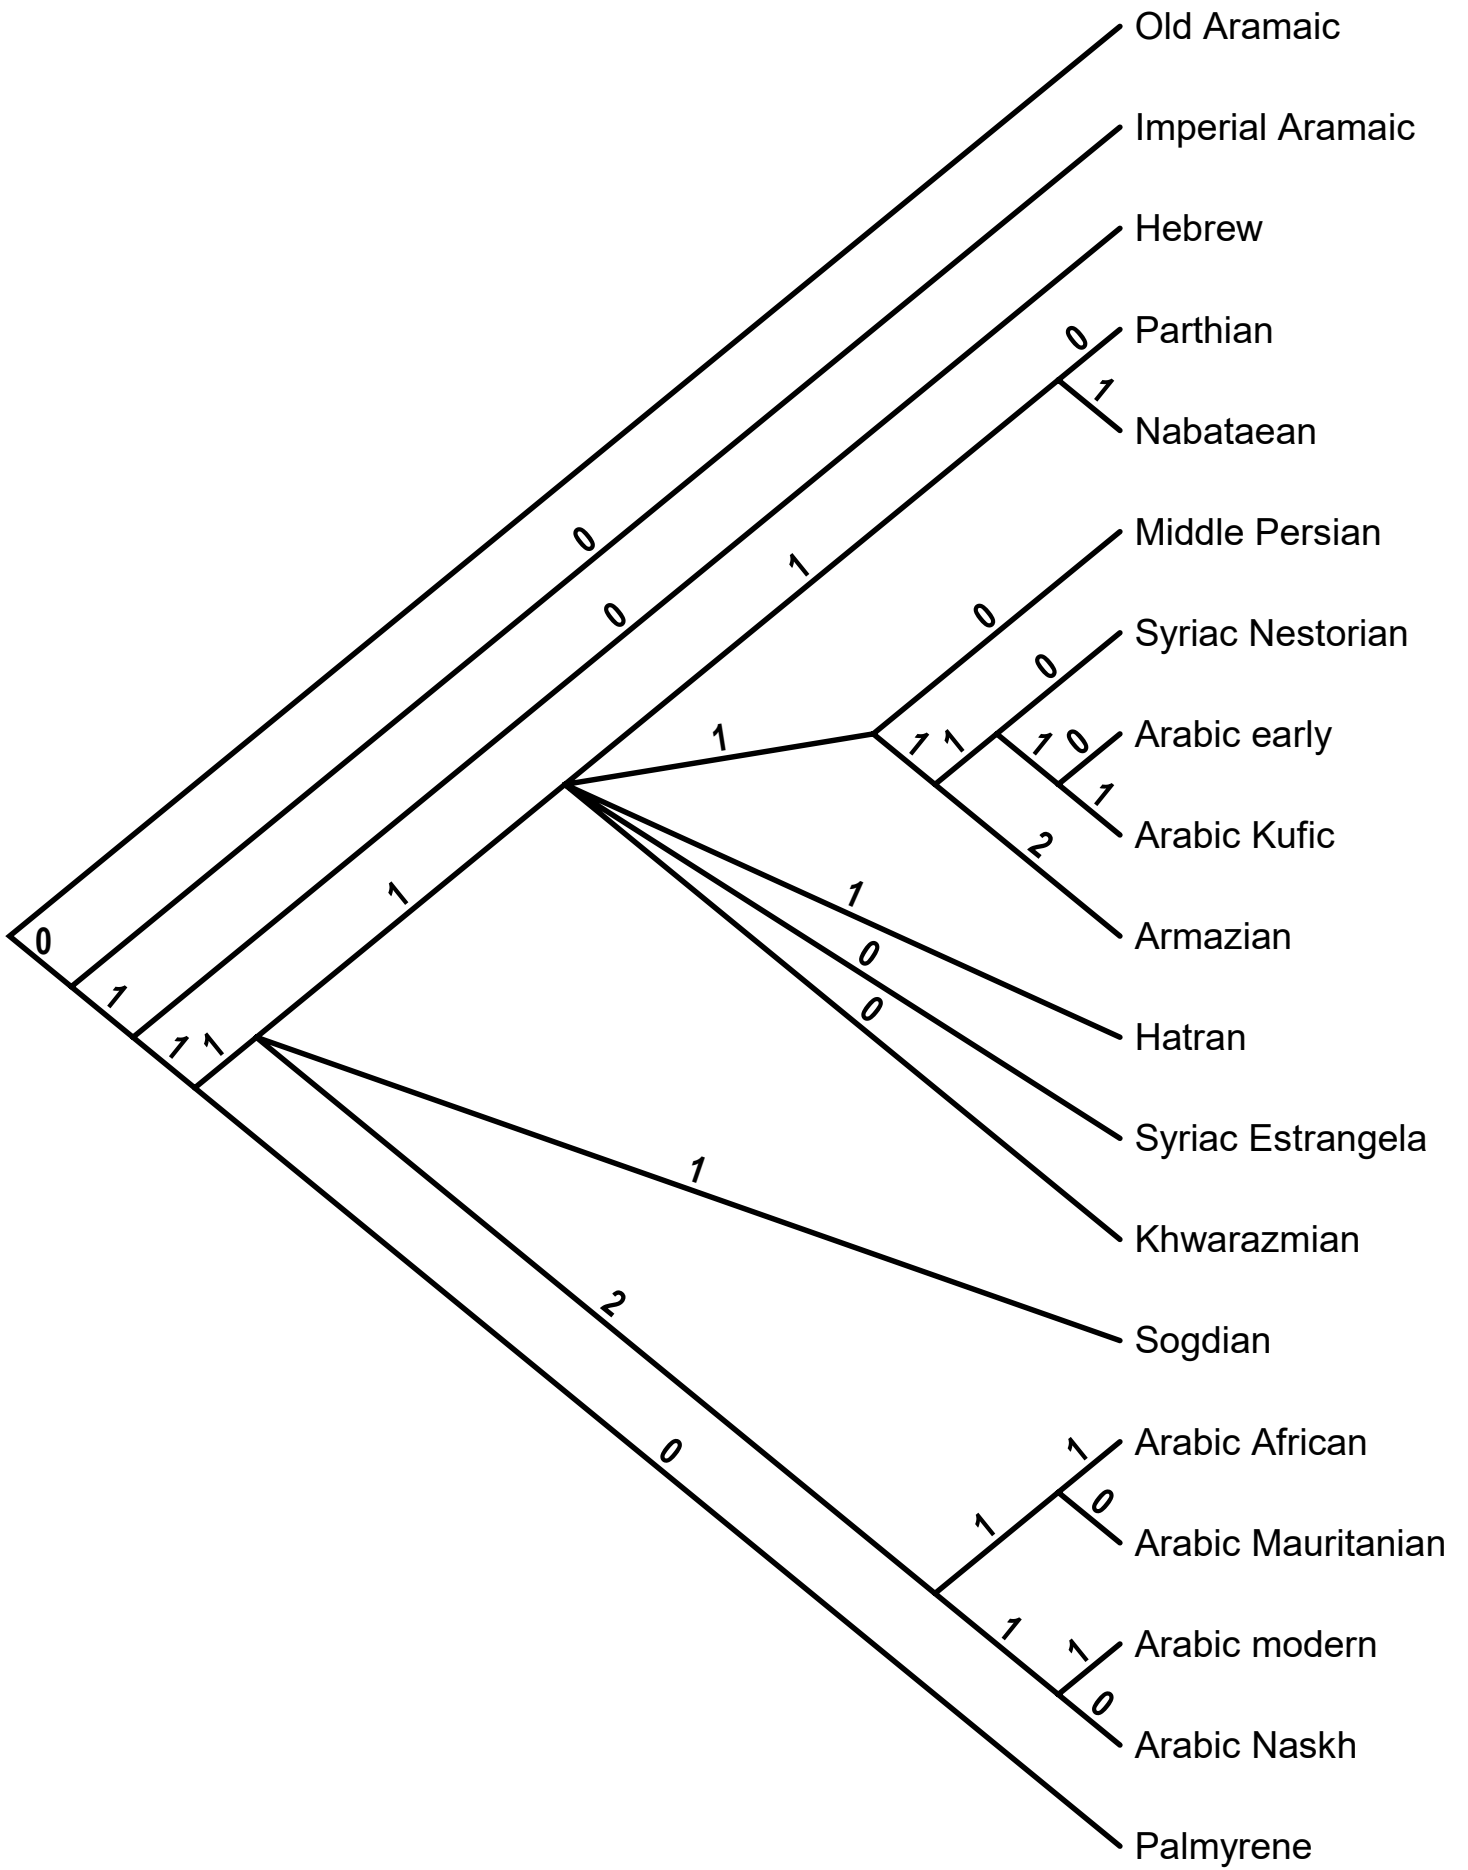 Old Aramaic
Imperial Aramaic
Hebrew
0
Parthian
1
Nabataean
Middle Persian
0
1
0
0
Syriac Nestorian
0
1
Arabic early
1
1
1
0
1
Arabic Kufic
2
1
1
Armazian
0
0
0
1
Hatran
1
1
1
Syriac Estrangela
1
Khwarazmian
2
Sogdian
1
Arabic African
0
0
1
Arabic Mauritanian
1
1
Arabic modern
0
Arabic Naskh
Palmyrene